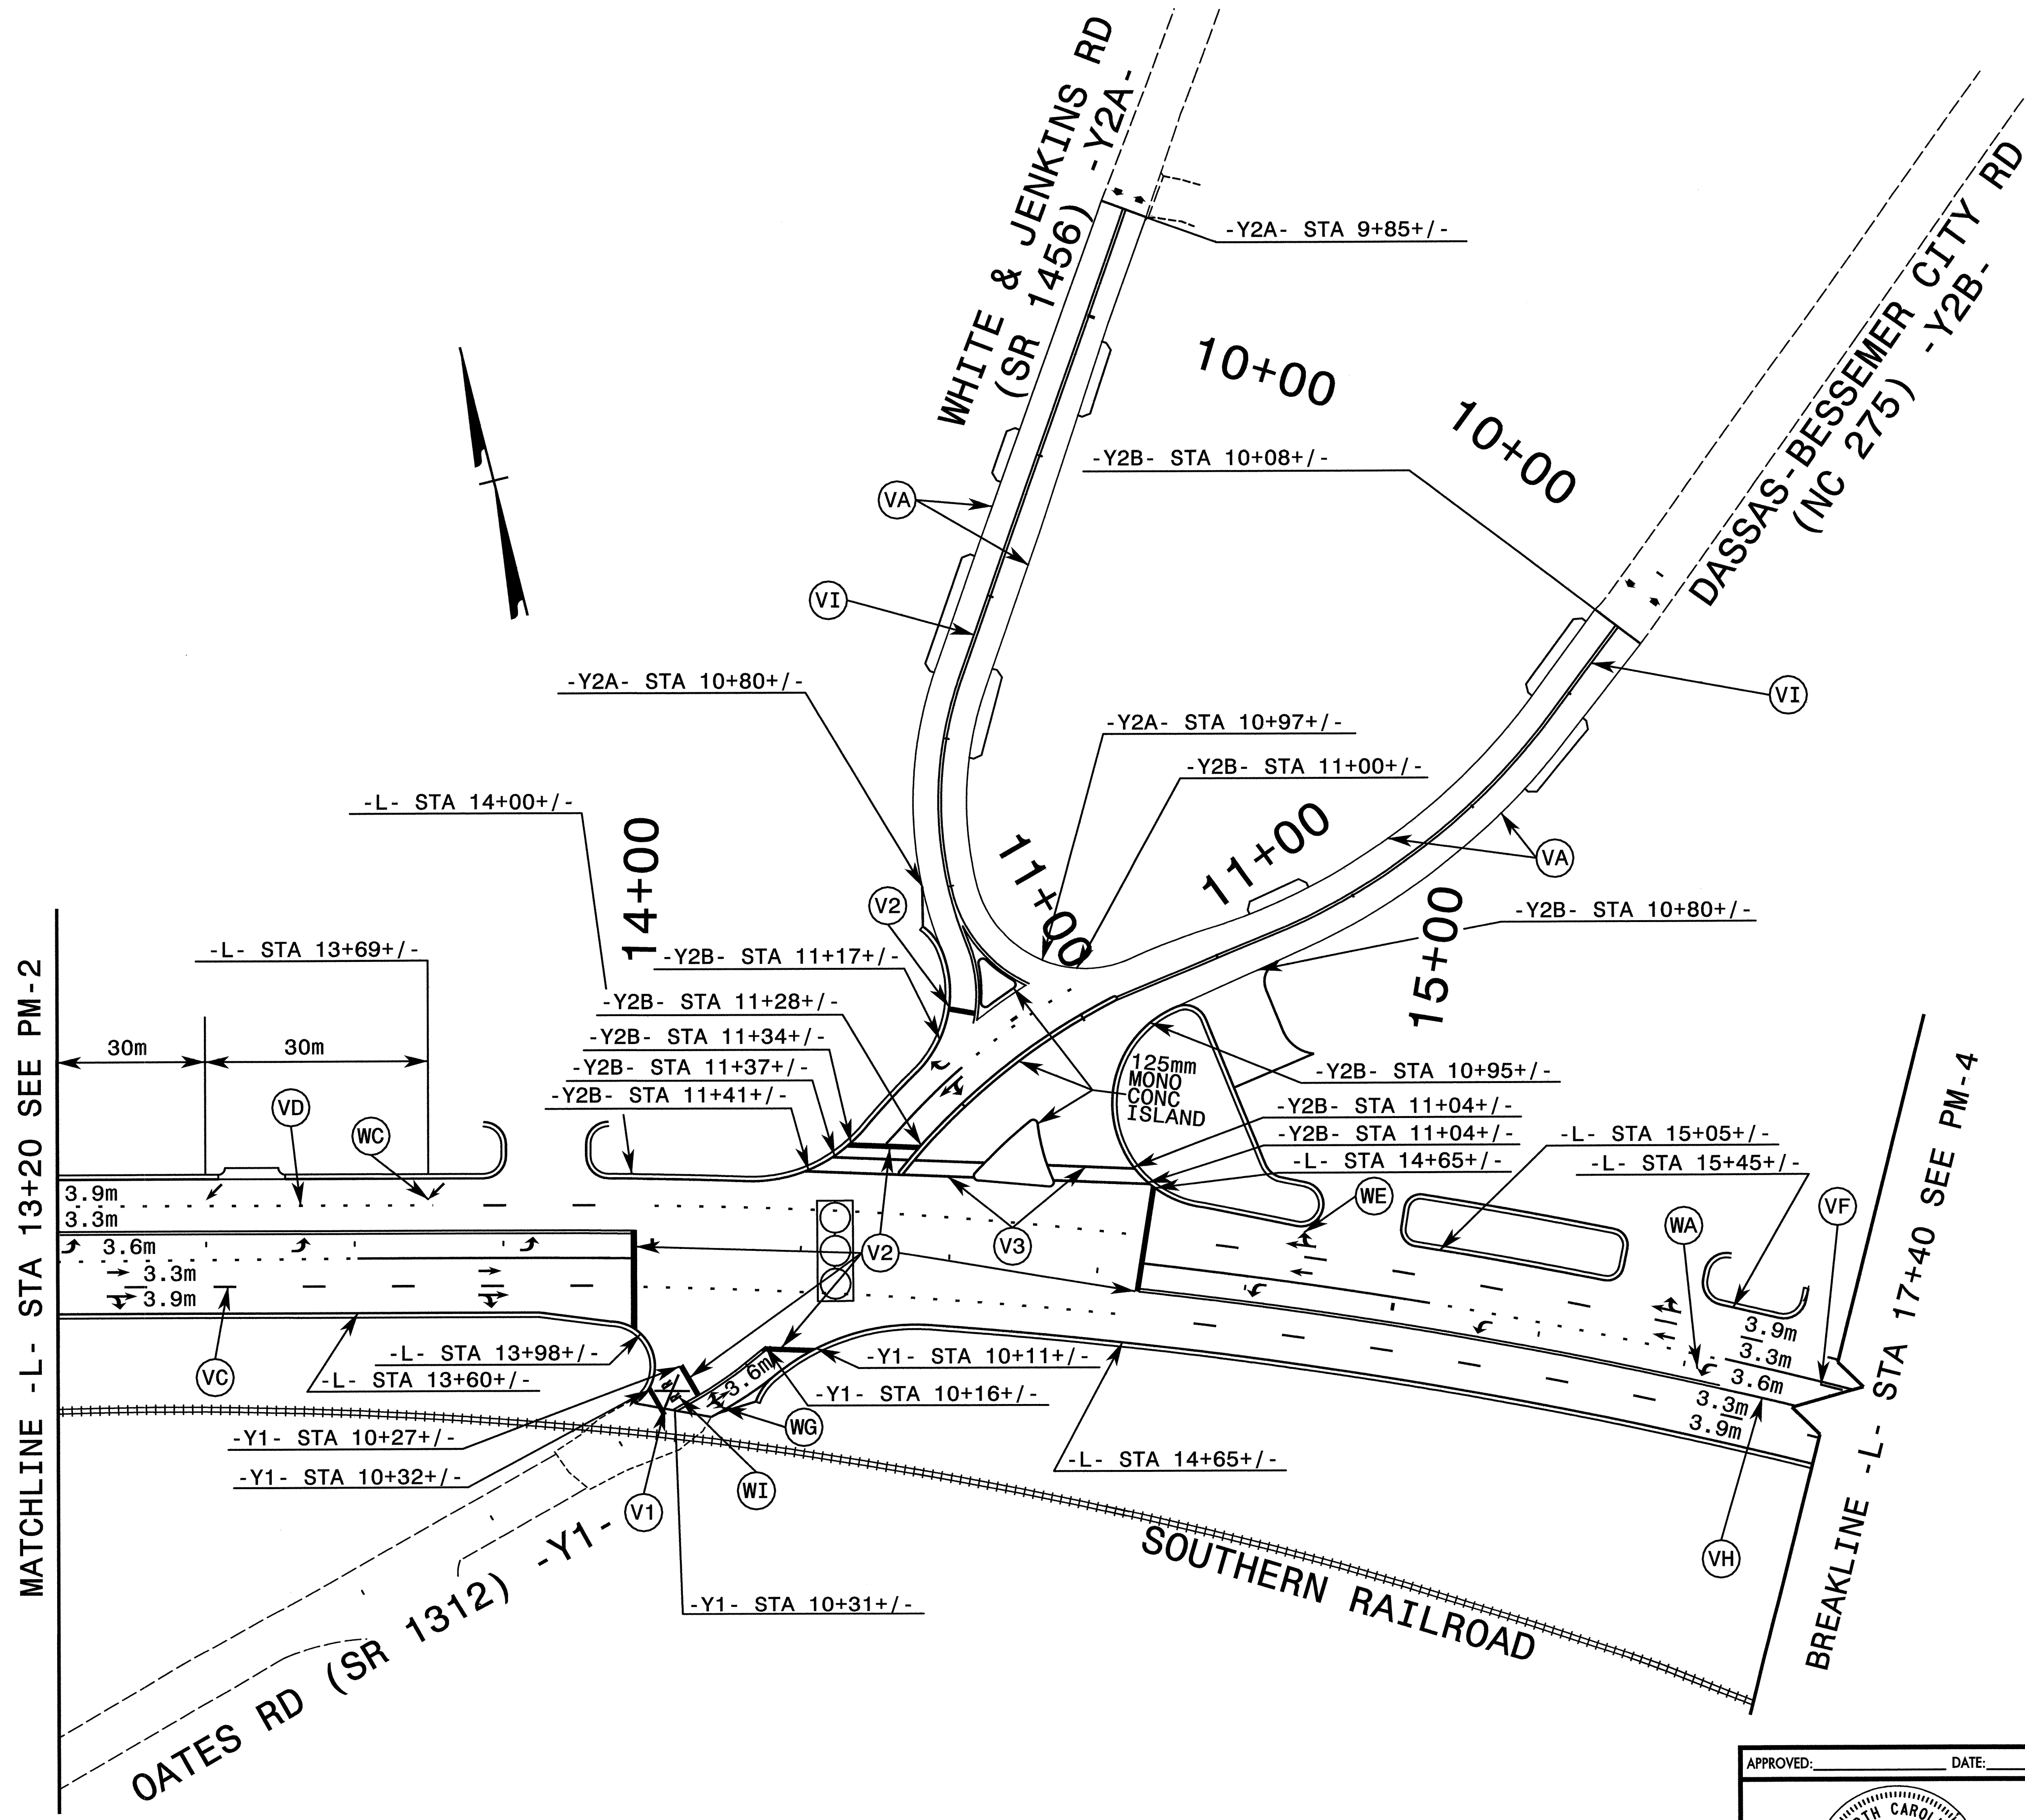 WHITE & JENKINS RD
(SR 1456) -Y2A-
DASSAS-BESSEMER CITY RD
(NC 275) -Y2B-
-Y2A- STA 9+85+/-
10+00
10+00
-Y2B- STA 10+08+/-
VA
VI
VI
-Y2A- STA 10+80+/-
-Y2A- STA 10+97+/-
-Y2B- STA 11+00+/-
-L- STA 14+00+/-
14+00
11+00
11+00
VA
15+00
V2
-Y2B- STA 10+80+/-
-L- STA 13+69+/-
-Y2B- STA 11+17+/-
-Y2B- STA 11+28+/-
-Y2B- STA 11+34+/-
-Y2B- STA 11+37+/-
-Y2B- STA 11+41+/-
30m
30m
VD
WC
125mm
MONO
CONC
ISLAND
-Y2B- STA 10+95+/-
-Y2B- STA 11+04+/-
-Y2B- STA 11+04+/-
-L- STA 14+65+/-
-L- STA 15+05+/-
-L- STA 15+45+/-
MATCHLINE -L- STA 13+20 SEE PM-2
3.9m
3.3m
3.6m
3.3m
3.9m
V2
V3
WE
WA
VF
3.9m
3.3m
3.6m
3.3m
3.9m
BREAKLINE -L- STA 17+40 SEE PM-4
VC
-L- STA 13+98+/-
-L- STA 13+60+/-
3.6m
-Y1- STA 10+11+/-
-Y1- STA 10+16+/-
WG
-Y1- STA 10+27+/-
-Y1- STA 10+32+/-
R R
-L- STA 14+65+/-
WI
V1
VH
-Y1- STA 10+31+/-
SOUTHERN RAILROAD
OATES RD (SR 1312) -Y1-
APPROVED: DATE: